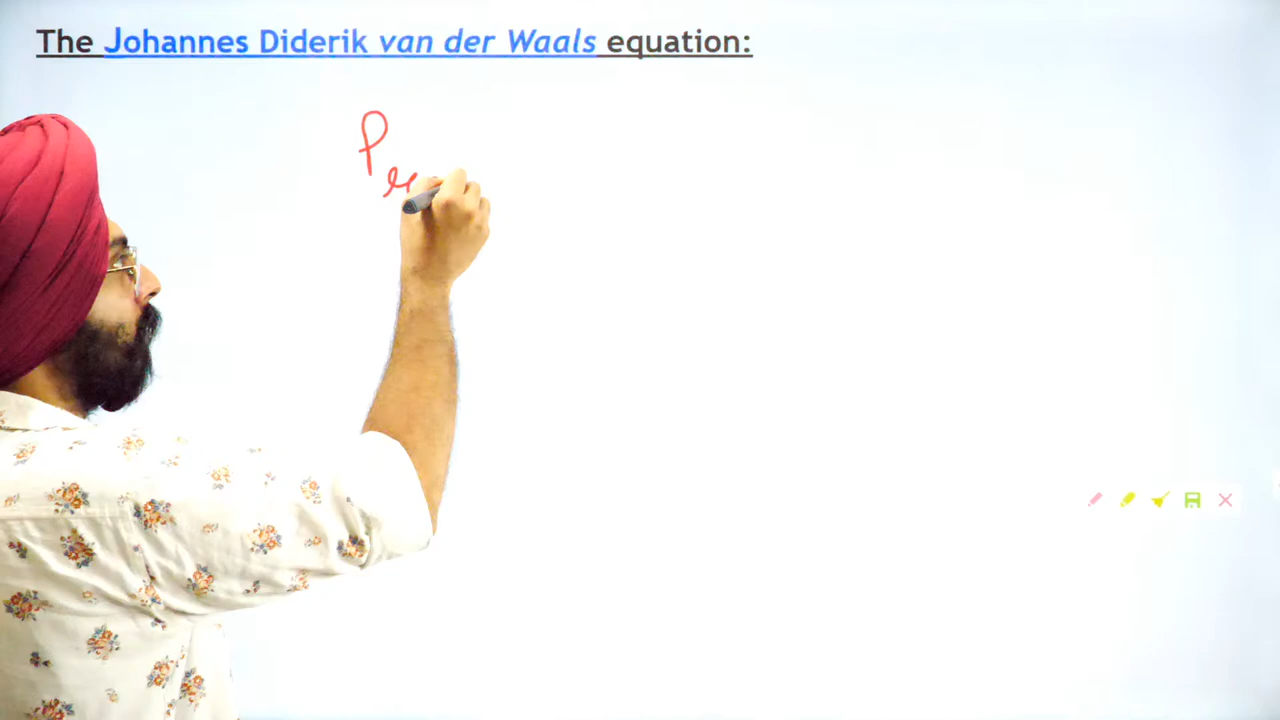 The Johannes Diderik van der Waals equation:
P